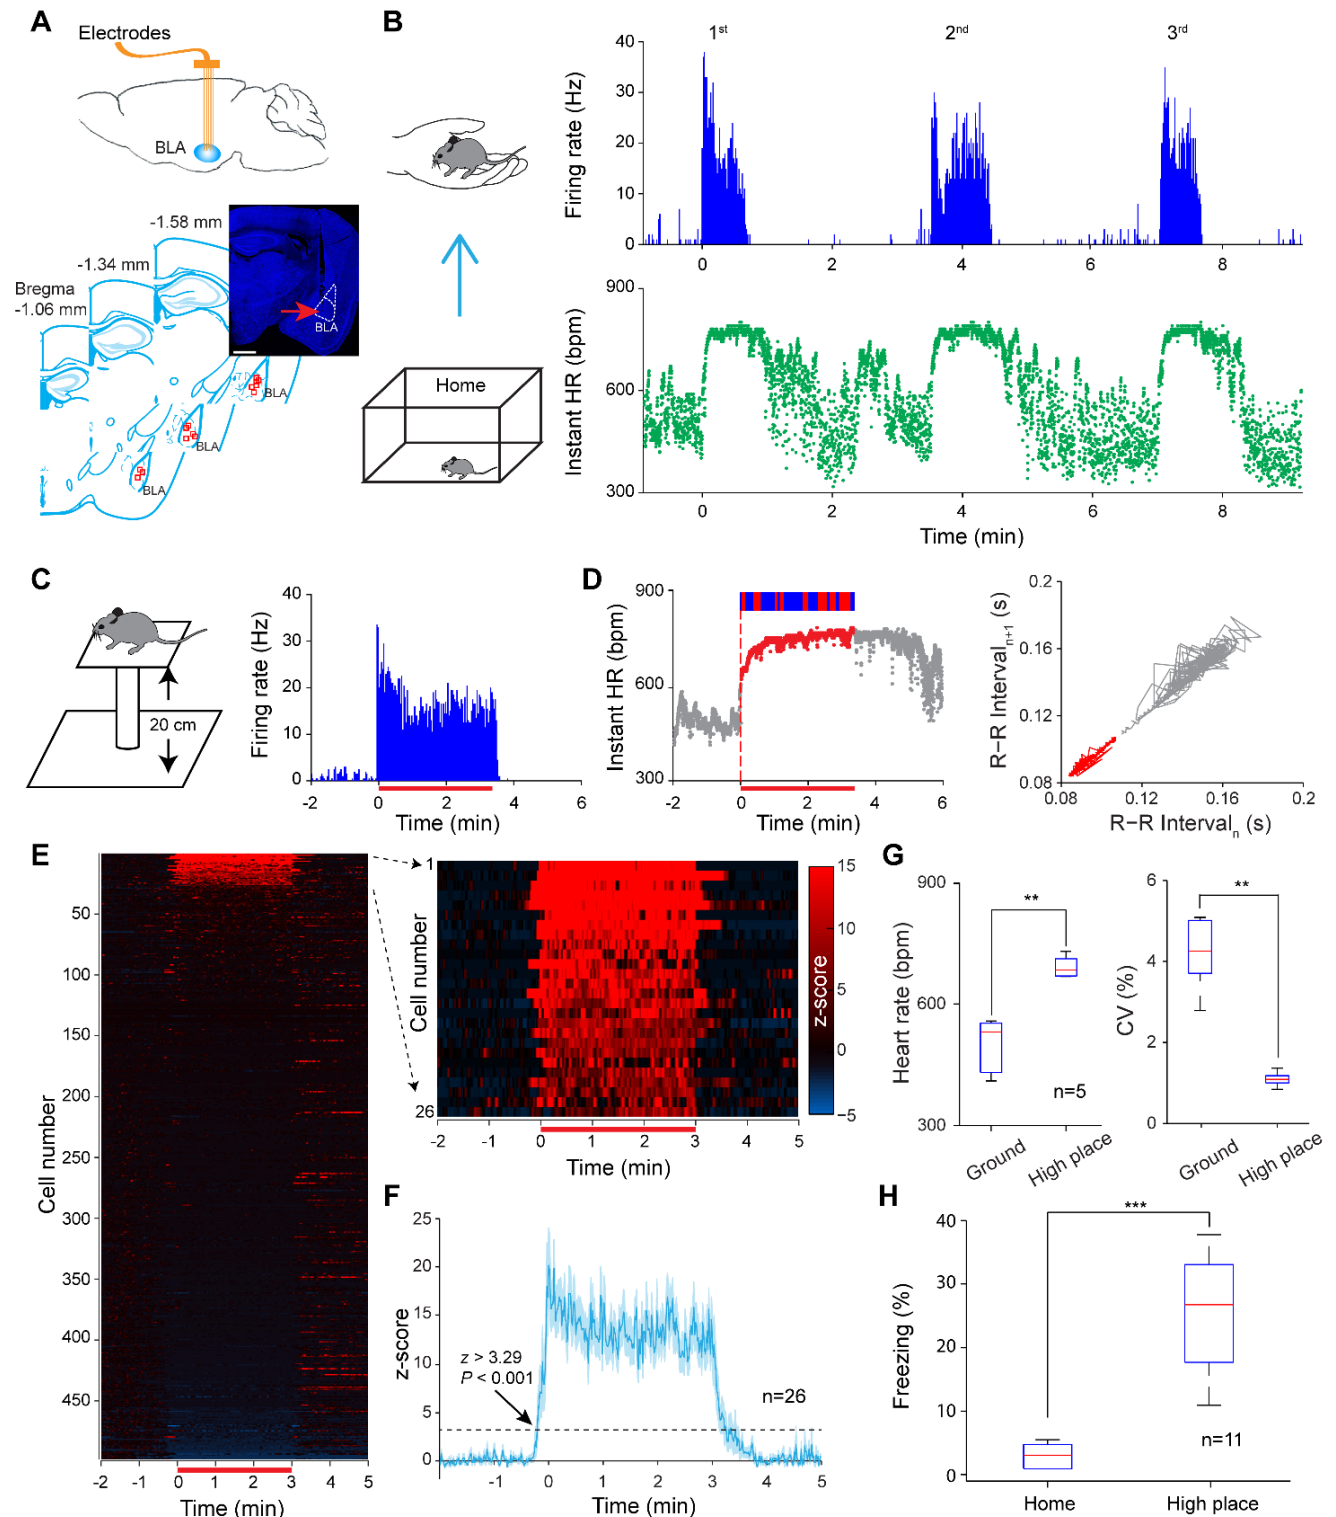 A
Electrodes
BLA
-1.58 mm
-1.34 mm
Bregma
-1.06 mm
BLA
BLA
BLA
BLA
B
Home
1st
2nd
3rd
Firing rate (Hz)
40
30
20
10
0
0
2
4
6
8
Instant HR (bpm)
900
600
300
0
2
4
6
8
Time (min)
C
20 cm
Firing rate (Hz)
40
30
20
10
0
-2
0
2
4
6
Time (min)
D
Instant HR (bpm)
900
600
300
-2
0
2
4
6
Time (min)
R−R Intervaln+1 (s)
0.2
0.16
0.12
0.08
0.08
0.12
0.16
0.2
R−R Intervaln (s)
E
Cell number
50
100
150
200
250
300
350
400
450
-2
-1
0
1
2
3
4
5
Time (min)
Cell number
1
26
-2
-1
0
1
2
3
4
5
Time (min)
z-score
15
10
5
0
−5
F
z-score
25
20
15
10
5
0
z > 3.29
P < 0.001
n=26
-1
0
1
2
3
4
5
Time (min)
G
Heart rate (bpm)
900
600
300
**
n=5
Ground
High place
CV (%)
6
4
2
0
**
Ground
High place
H
Freezing (%)
40
30
20
10
0
***
n=11
Home
High place